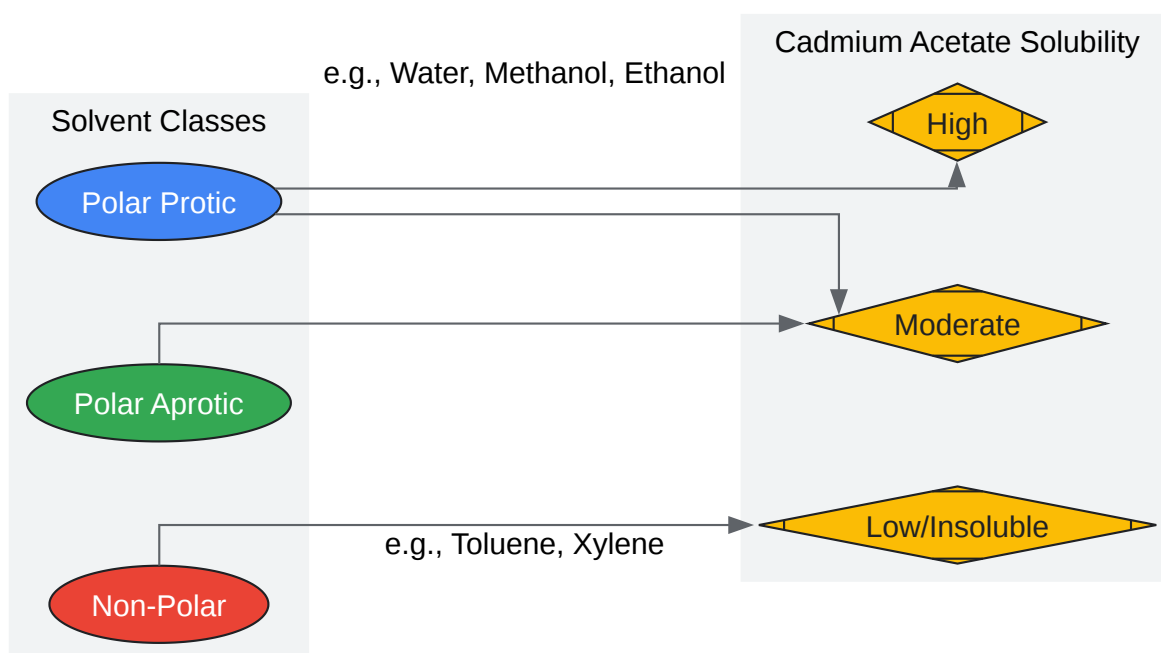 Cadmium Acetate Solubility
e.g., Water, Methanol, Ethanol
Solvent Classes
High
Polar Protic
Moderate
Polar Aprotic
Low/Insoluble
e.g., Toluene, Xylene
Non-Polar